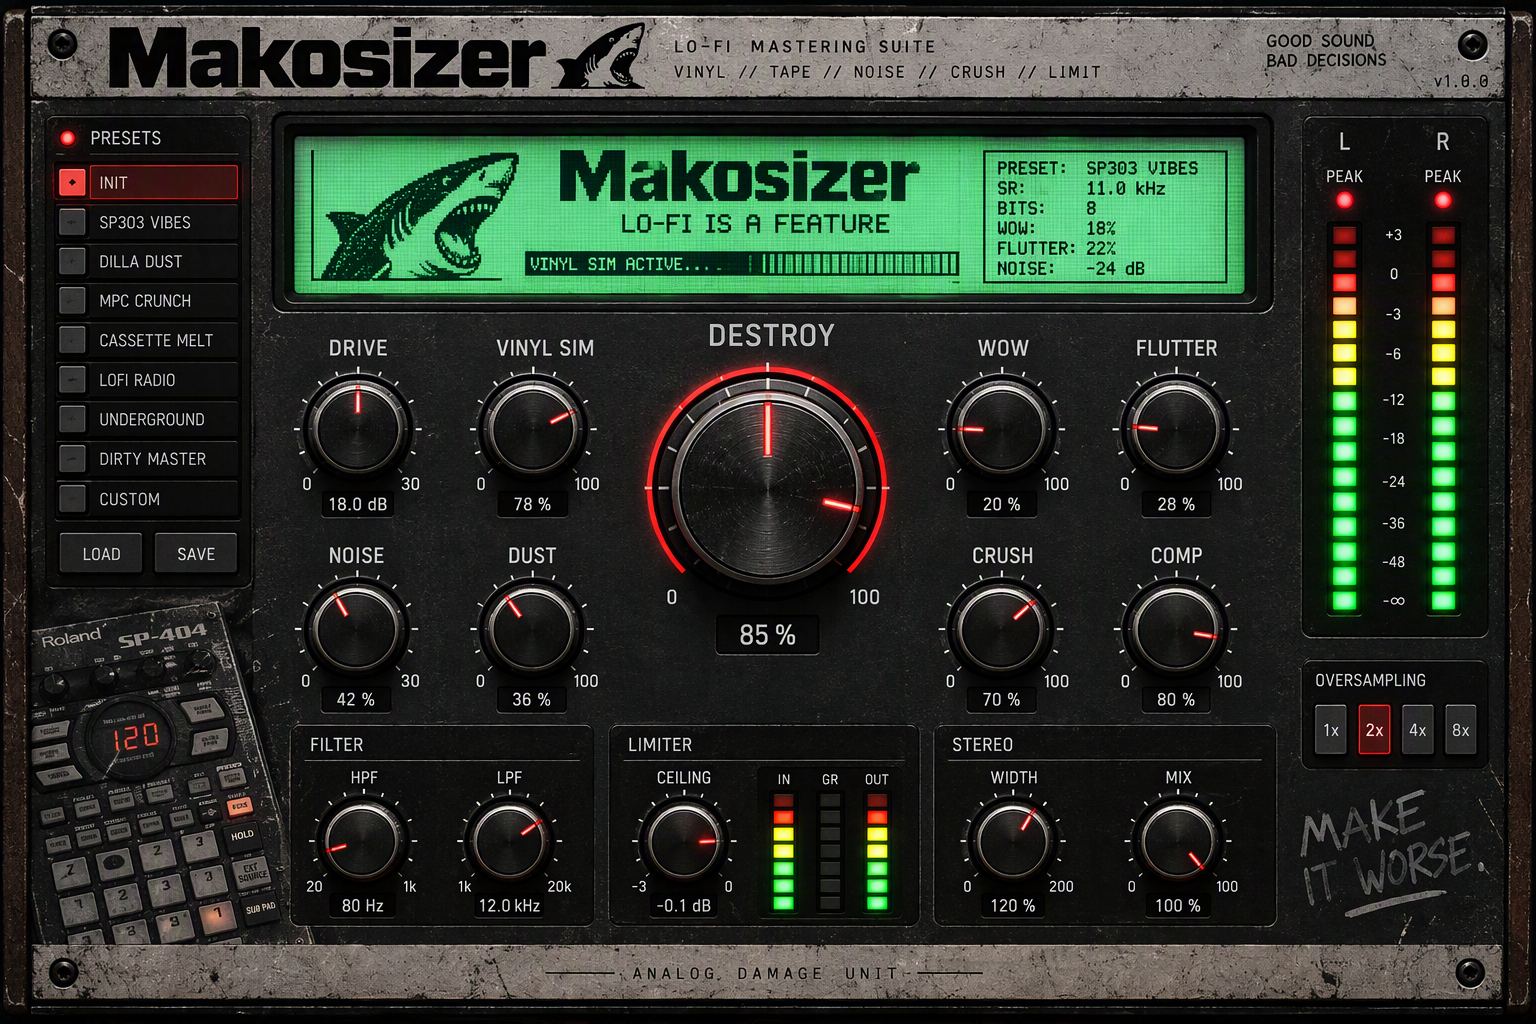 Makosizer
LO-FI MASTERING SUITE
VINYL // TAPE // NOISE // CRUSH // LIMIT
GOOD SOUND
BAD DECISIONS
v1.0.0
PRESETS
INIT
SP303 VIBES
DILLA DUST
MPC CRUNCH
CASSETTE MELT
LOFI RADIO
UNDERGROUND
DIRTY MASTER
CUSTOM
LOAD SAVE
Makosizer
LO-FI IS A FEATURE
VINYL SIM ACTIVE....
PRESET: SP303 VIBES
SR: 11.0 kHz
BITS: 8
WOW: 18%
FLUTTER: 22%
NOISE: -24 dB
L R
PEAK PEAK
+3
0
-3
-6
-12
-18
-24
-36
-48
-∞
DRIVE
0 30
18.0 dB
VINYL SIM
0 100
78 %
DESTROY
0 100
85 %
WOW
0 100
20 %
FLUTTER
0 100
28 %
NOISE
0 30
42 %
DUST
0 100
36 %
CRUSH
0 100
70 %
COMP
0 100
80 %
OVERSAMPLING
1x 2x 4x 8x
Roland SP-404
120
HOLD
EXT SOURCE
SUB PAD
FILTER
HPF
20 1k
80 Hz
LPF
1k 20k
12.0 kHz
LIMITER
CEILING
-3 0
-0.1 dB
IN GR OUT
STEREO
WIDTH
0 200
120 %
MIX
0 100
100 %
MAKE
IT WORSE.
ANALOG DAMAGE UNIT